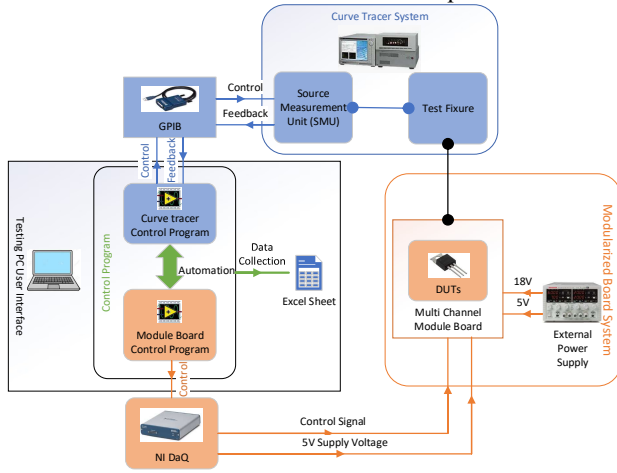 Curve Tracer System
Control
Source
Measurement
Unit (SMU)
Test Fixure
Feedback
GPIB
Control
Feedback
Curve tracer
Control Program
Testing PC User Interface
Control Program
Automation
Data
Collection
Excel Sheet
Module Board
Control Program
Control
NI DaQ
Control Signal
5V Supply Voltage
DUTs
Multi Channel
Module Board
18V
5V
External
Power
Supply
Modularized Board System